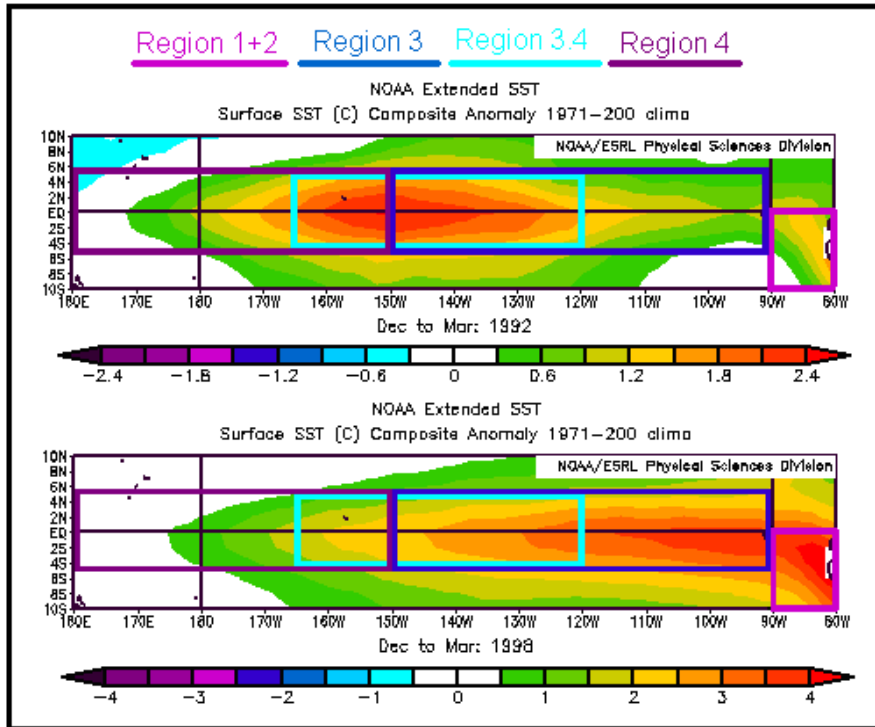 Region 1+2 Region 3 Region 3.4 Region 4
NOAA Extended SST
Surface SST (C) Composite Anomaly 1971-200 clima
NOAA/ESRL Physical Sciences Division
10N
8N
6N
4N
2N
EQ
2S
4S
6S
8S
10S
160E 170E 180 170W 160W 150W 140W 130W 120W 110W 100W 90W 80W
Dec to Mar: 1992
-2.4 -1.8 -1.2 -0.6 0 0.6 1.2 1.8 2.4
NOAA Extended SST
Surface SST (C) Composite Anomaly 1971-200 clima
NOAA/ESRL Physical Sciences Division
10N
8N
6N
4N
2N
EQ
2S
4S
6S
8S
10S
160E 170E 180 170W 160W 150W 140W 130W 120W 110W 100W 90W 80W
Dec to Mar: 1998
-4 -3 -2 -1 0 1 2 3 4